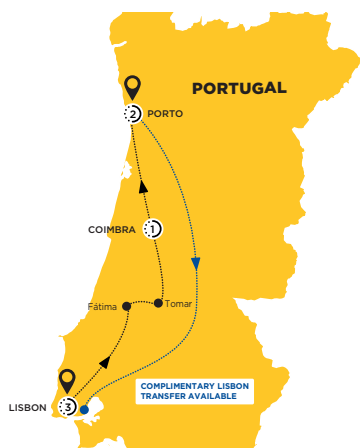 PORTUGAL
2 PORTO
COIMBRA 1
Fátima
Tomar
LISBON 3
COMPLIMENTARY LISBON
TRANSFER AVAILABLE